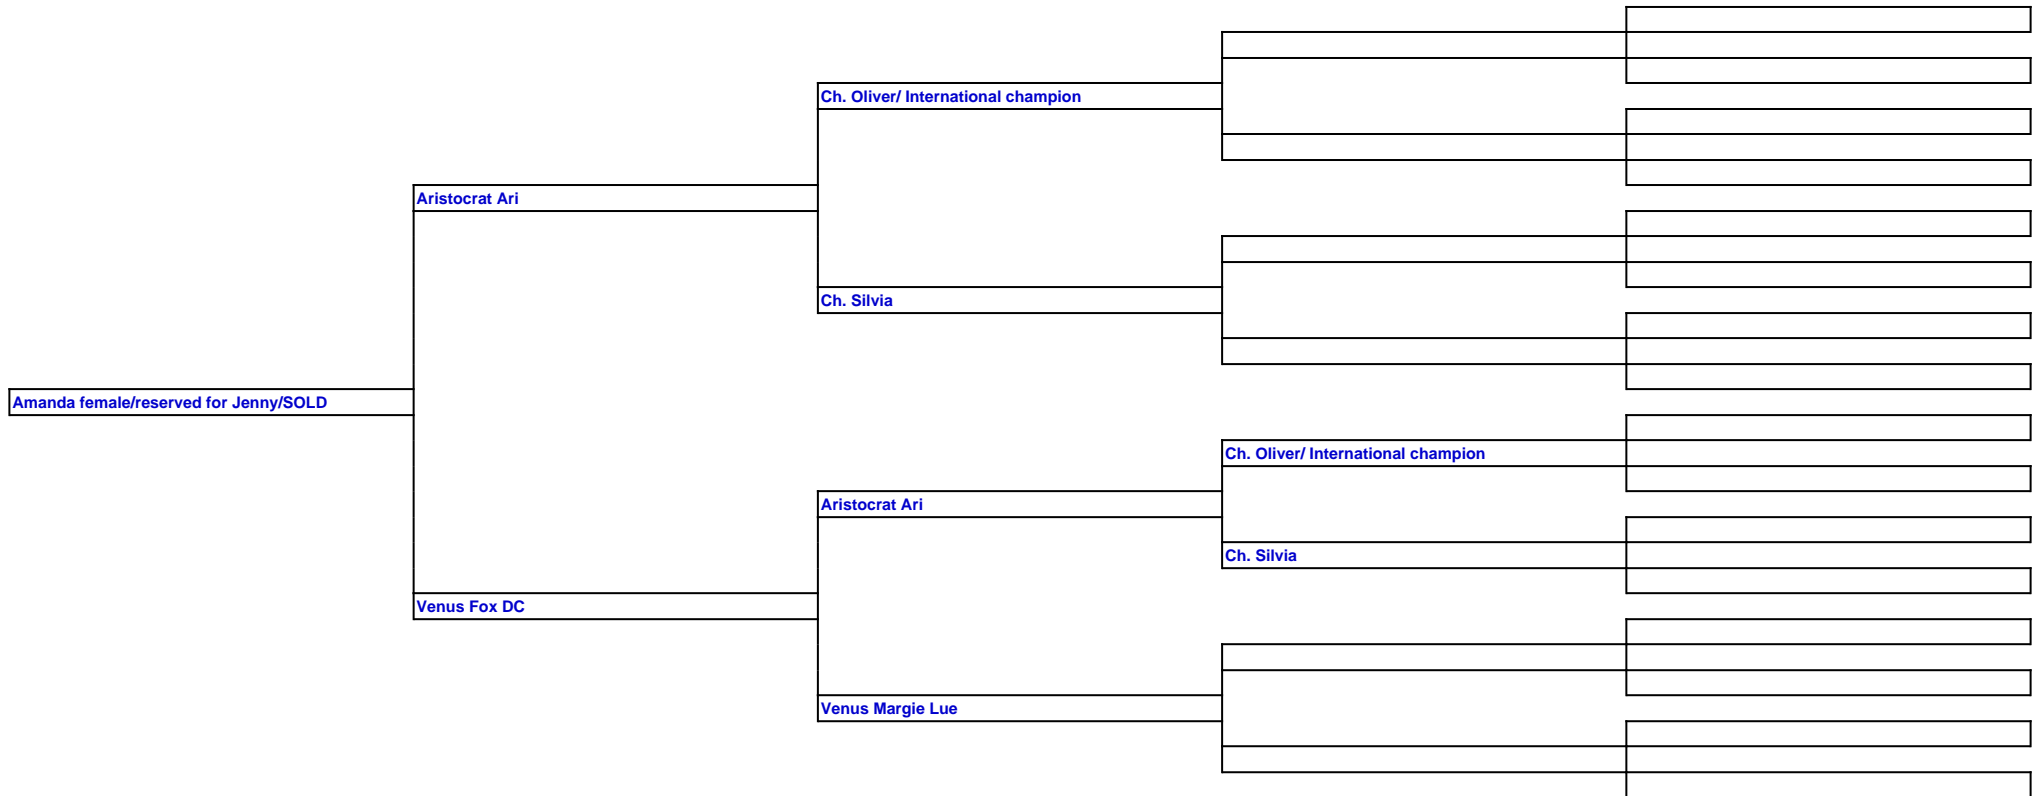 Ch. Oliver/ International champion
Aristocrat Ari
Ch. Silvia
Amanda female/reserved for Jenny/SOLD
Ch. Oliver/ International champion
Aristocrat Ari
Ch. Silvia
Venus Fox DC
Venus Margie Lue